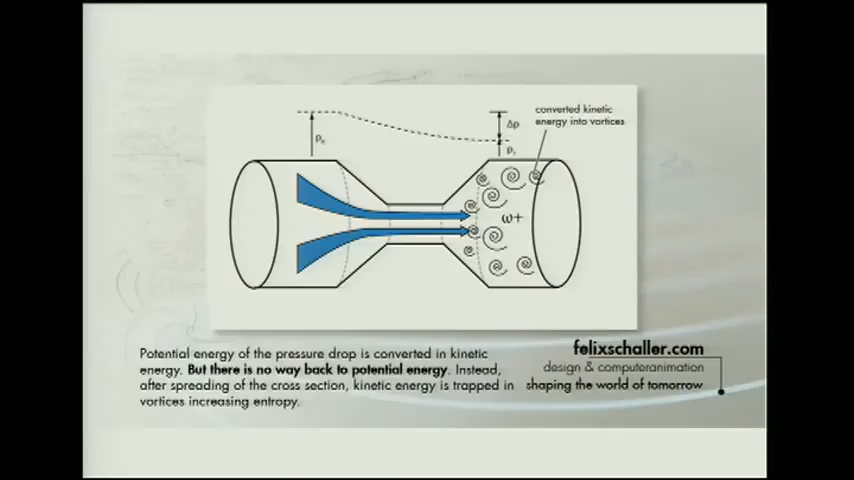 converted kinetic
energy into vortices
Δp
p₀
p₁
ω+
Potential energy of the pressure drop is converted in kinetic
energy. But there is no way back to potential energy. Instead,
after spreading of the cross section, kinetic energy is trapped in
vortices increasing entropy.
felixschaller.com
design & computeranimation
shaping the world of tomorrow